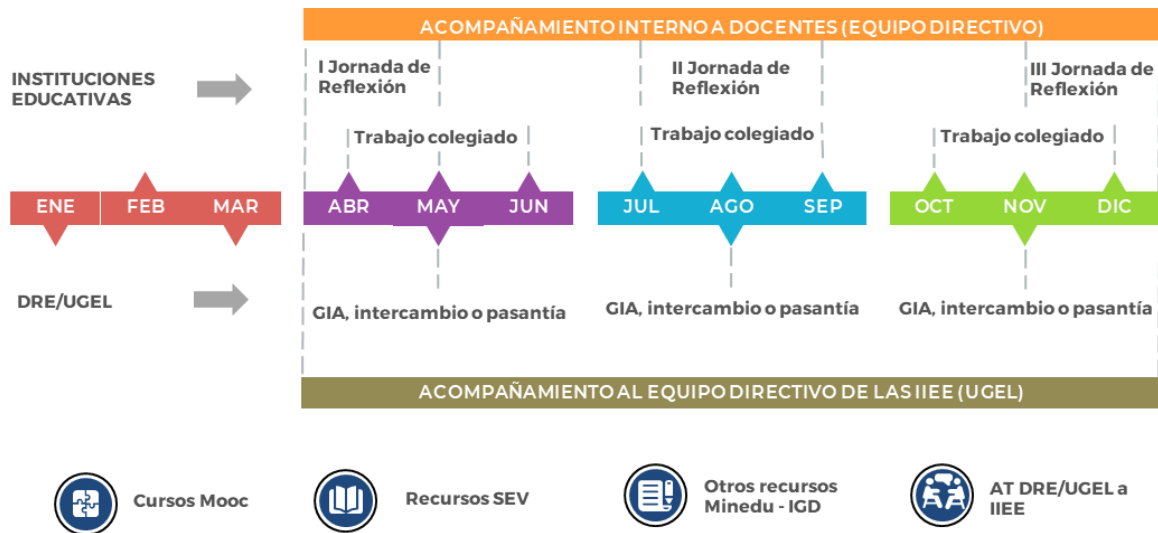 ACOMPAÑAMIENTO INTERNO A DOCENTES (EQUIPO DIRECTIVO)
INSTITUCIONES
EDUCATIVAS
I Jornada de
Reflexión
II Jornada de
Reflexión
III Jornada de
Reflexión
Trabajo colegiado
Trabajo colegiado
Trabajo colegiado
ENE FEB MAR ABR MAY JUN JUL AGO SEP OCT NOV DIC
DRE/UGEL
GIA, intercambio o pasantía
GIA, intercambio o pasantía
GIA, intercambio o pasantía
ACOMPAÑAMIENTO AL EQUIPO DIRECTIVO DE LAS IIEE (UGEL)
Cursos Mooc
Recursos SEV
Otros recursos
Minedu - IGD
AT DRE/UGEL a
IIEE